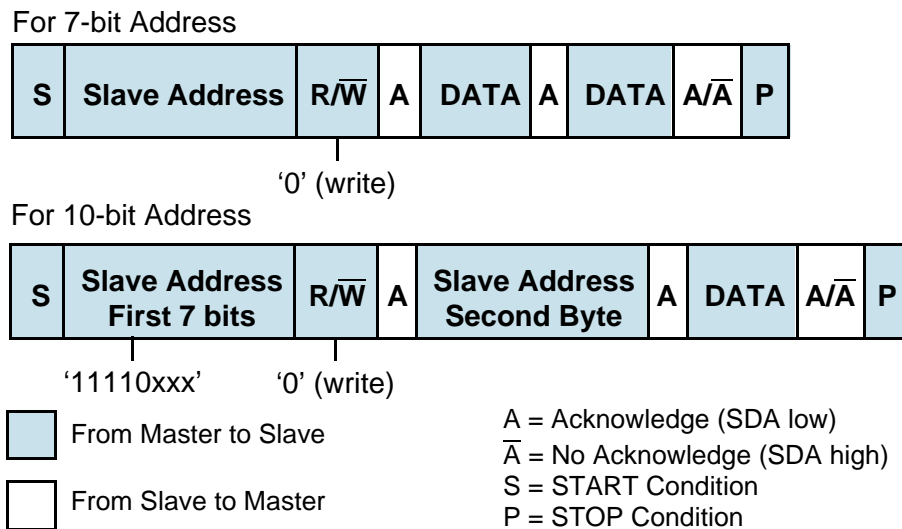 For 7-bit Address
S Slave Address R/W̅ A DATA A DATA A/A̅ P
‘0’ (write)
For 10-bit Address
S Slave Address First 7 bits R/W̅ A Slave Address Second Byte A DATA A/A̅ P
‘11110xxx’ ‘0’ (write)
From Master to Slave
From Slave to Master
A = Acknowledge (SDA low)
A̅ = No Acknowledge (SDA high)
S = START Condition
P = STOP Condition